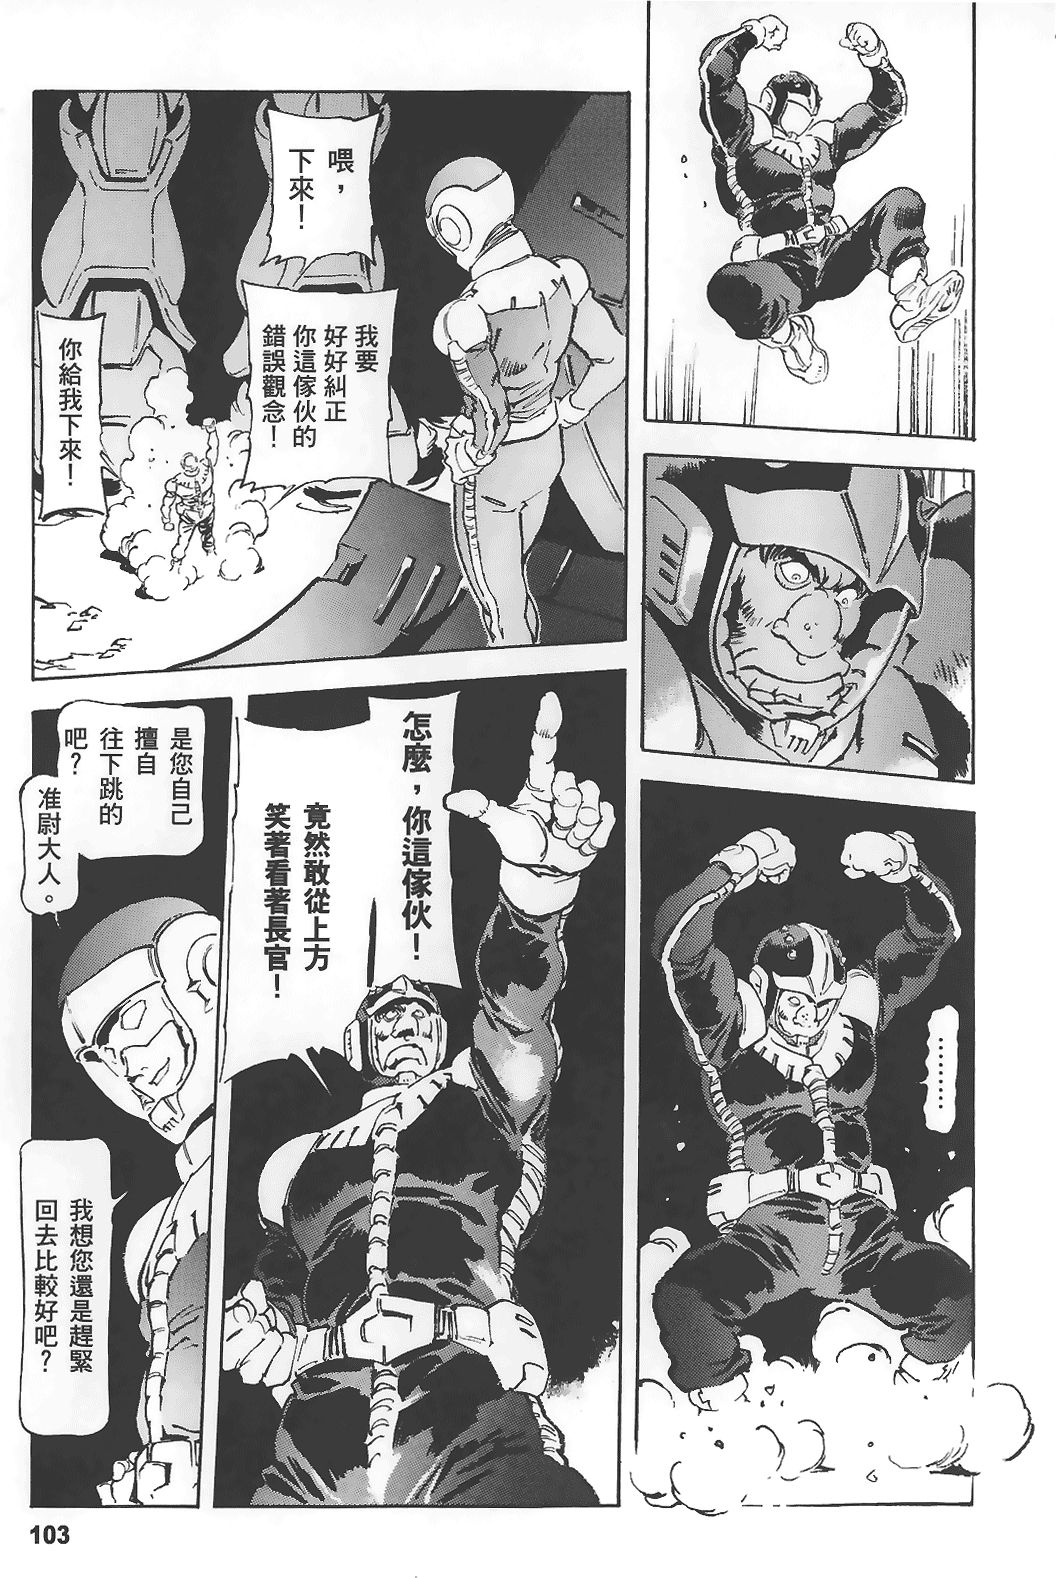 ………
喂，
下來！
我要
好好糾正
你這傢伙的
錯誤觀念！
你給我下來！
怎麼，你這傢伙！
竟然敢從上方
笑著看著長官！
是您自己
擅自
往下跳的
吧？
准尉大人。
我想您還是趕緊
回去比較好吧？
103